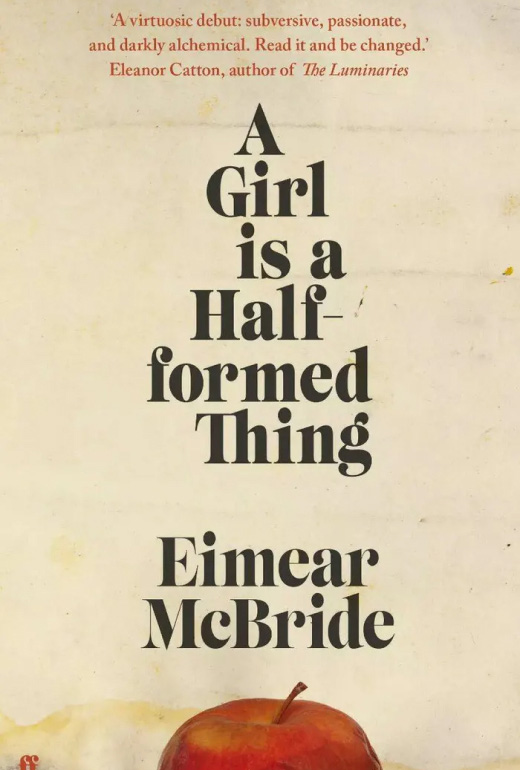 ‘A virtuosic debut: subversive, passionate,
and darkly alchemical. Read it and be changed.’
Eleanor Catton, author of The Luminaries
A
Girl
is a
Half-
formed
Thing
Eimear
McBride
ff